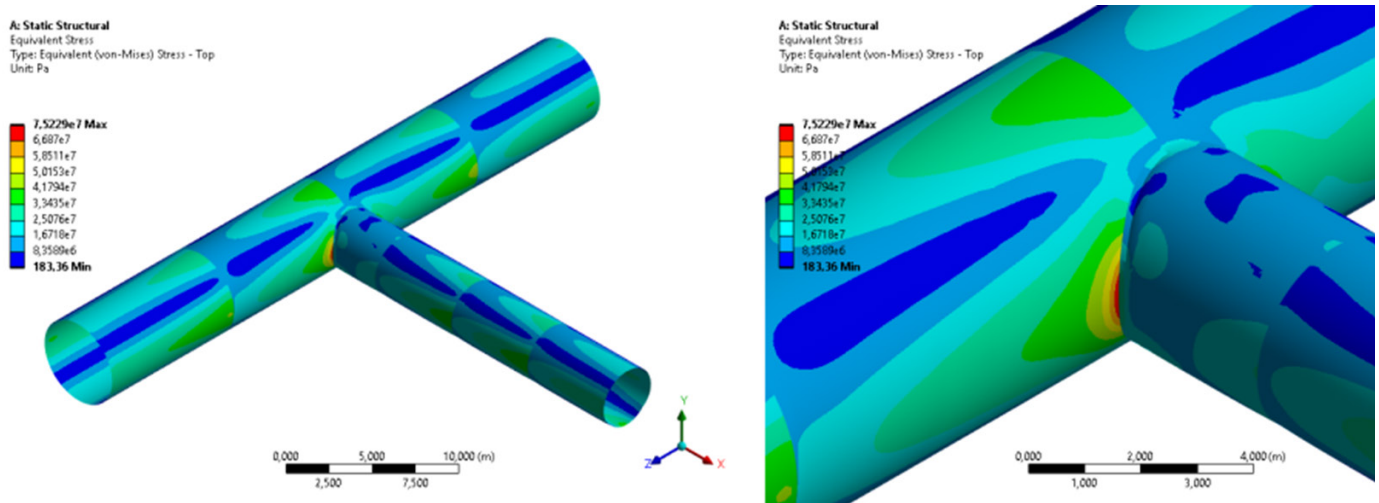 A: Static Structural
Equivalent Stress
Type: Equivalent (von-Mises) Stress - Top
Unit: Pa
7,5229e7 Max
6,687e7
5,8511e7
5,0153e7
4,1794e7
3,3435e7
2,5076e7
1,6718e7
8,3589e6
183,36 Min
0,000 5,000 10,000 (m)
2,500 7,500
Y
Z X
A: Static Structural
Equivalent Stress
Type: Equivalent (von-Mises) Stress - Top
Unit: Pa
7,5229e7 Max
6,687e7
5,8511e7
5,0153e7
4,1794e7
3,3435e7
2,5076e7
1,6718e7
8,3589e6
183,36 Min
0,000 2,000 4,000 (m)
1,000 3,000